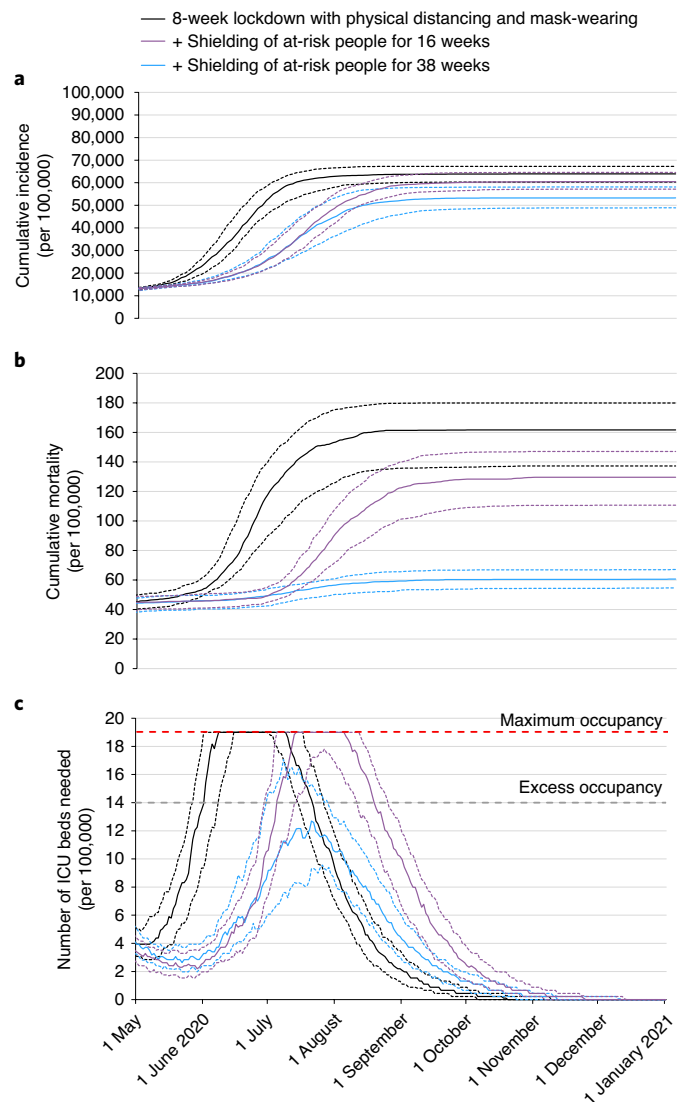 8-week lockdown with physical distancing and mask-wearing
+ Shielding of at-risk people for 16 weeks
+ Shielding of at-risk people for 38 weeks
a
100,000
90,000
80,000
70,000
60,000
50,000
40,000
30,000
20,000
10,000
0
Cumulative incidence
(per 100,000)
b
200
180
160
140
120
100
80
60
40
20
0
Cumulative mortality
(per 100,000)
c
20
18
16
14
12
10
8
6
4
2
0
Number of ICU beds needed
(per 100,000)
Maximum occupancy
Excess occupancy
1 May
1 June 2020
1 July
1 August
1 September
1 October
1 November
1 December
1 January 2021